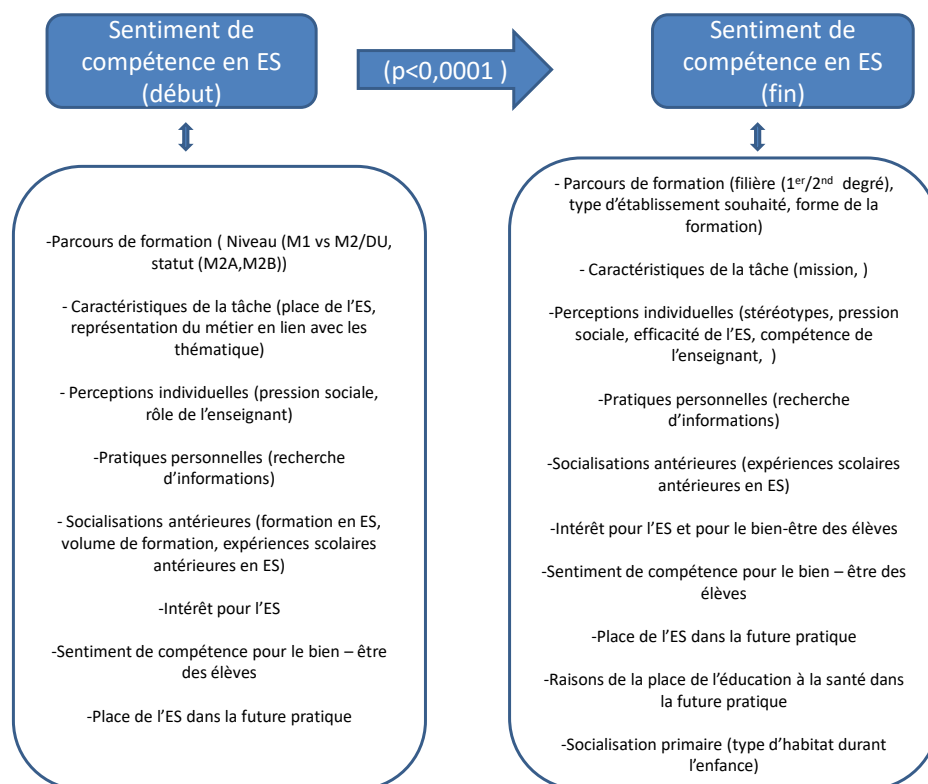 Sentiment de
compétence en ES
(début)
(p<0,0001 )
Sentiment de
compétence en ES
(fin)
-Parcours de formation ( Niveau (M1 vs M2/DU,
statut (M2A,M2B))
- Caractéristiques de la tâche (place de l’ES,
représentation du métier en lien avec les
thématique)
- Perceptions individuelles (pression sociale,
rôle de l’enseignant)
-Pratiques personnelles (recherche
d’informations)
- Socialisations antérieures (formation en ES,
volume de formation, expériences scolaires
antérieures en ES)
-Intérêt pour l’ES
-Sentiment de compétence pour le bien – être
des élèves
-Place de l’ES dans la future pratique
- Parcours de formation (filière (1er/2nd degré),
type d’établissement souhaité, forme de la
formation)
- Caractéristiques de la tâche (mission, )
-Perceptions individuelles (stéréotypes, pression
sociale, efficacité de l’ES, compétence de
l’enseignant, )
-Pratiques personnelles (recherche
d’informations)
-Socialisations antérieures (expériences scolaires
antérieures en ES)
-Intérêt pour l’ES et pour le bien-être des élèves
-Sentiment de compétence pour le bien – être des
élèves
-Place de l’ES dans la future pratique
-Raisons de la place de l’éducation à la santé dans
la future pratique
-Socialisation primaire (type d’habitat durant
l’enfance)